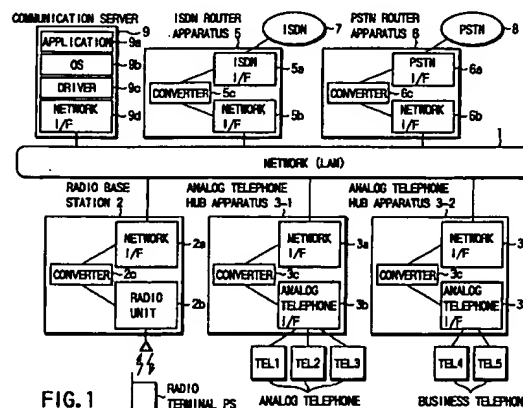 COMMUNICATION SERVER
9
APPLICATION
9a
OS
9b
DRIVER
9c
NETWORK I/F
9d
ISDN ROUTER
APPARATUS 5
ISDN
7
ISDN
I/F
5a
CONVERTER
5c
NETWORK
I/F
5b
PSTN ROUTER
APPARATUS 6
PSTN
8
PSTN
I/F
6a
CONVERTER
6c
NETWORK
I/F
6b
1
NETWORK (LAN)
RADIO BASE
STATION 2
NETWORK
I/F
2a
CONVERTER
2c
RADIO
UNIT
2b
ANALOG TELEPHONE
HUB APPARATUS 3-1
NETWORK
I/F
3a
CONVERTER
3c
ANALOG
TELEPHONE
I/F
3b
ANALOG TELEPHONE
HUB APPARATUS 3-2
NETWORK
I/F
3
CONVERTER
3c
ANALOG
TELEPHONE
I/F
3
TEL1
TEL2
TEL3
TEL4
TEL5
FIG.1
RADIO
TERMINAL PS
ANALOG TELEPHONE
BUSINESS TELEPHON